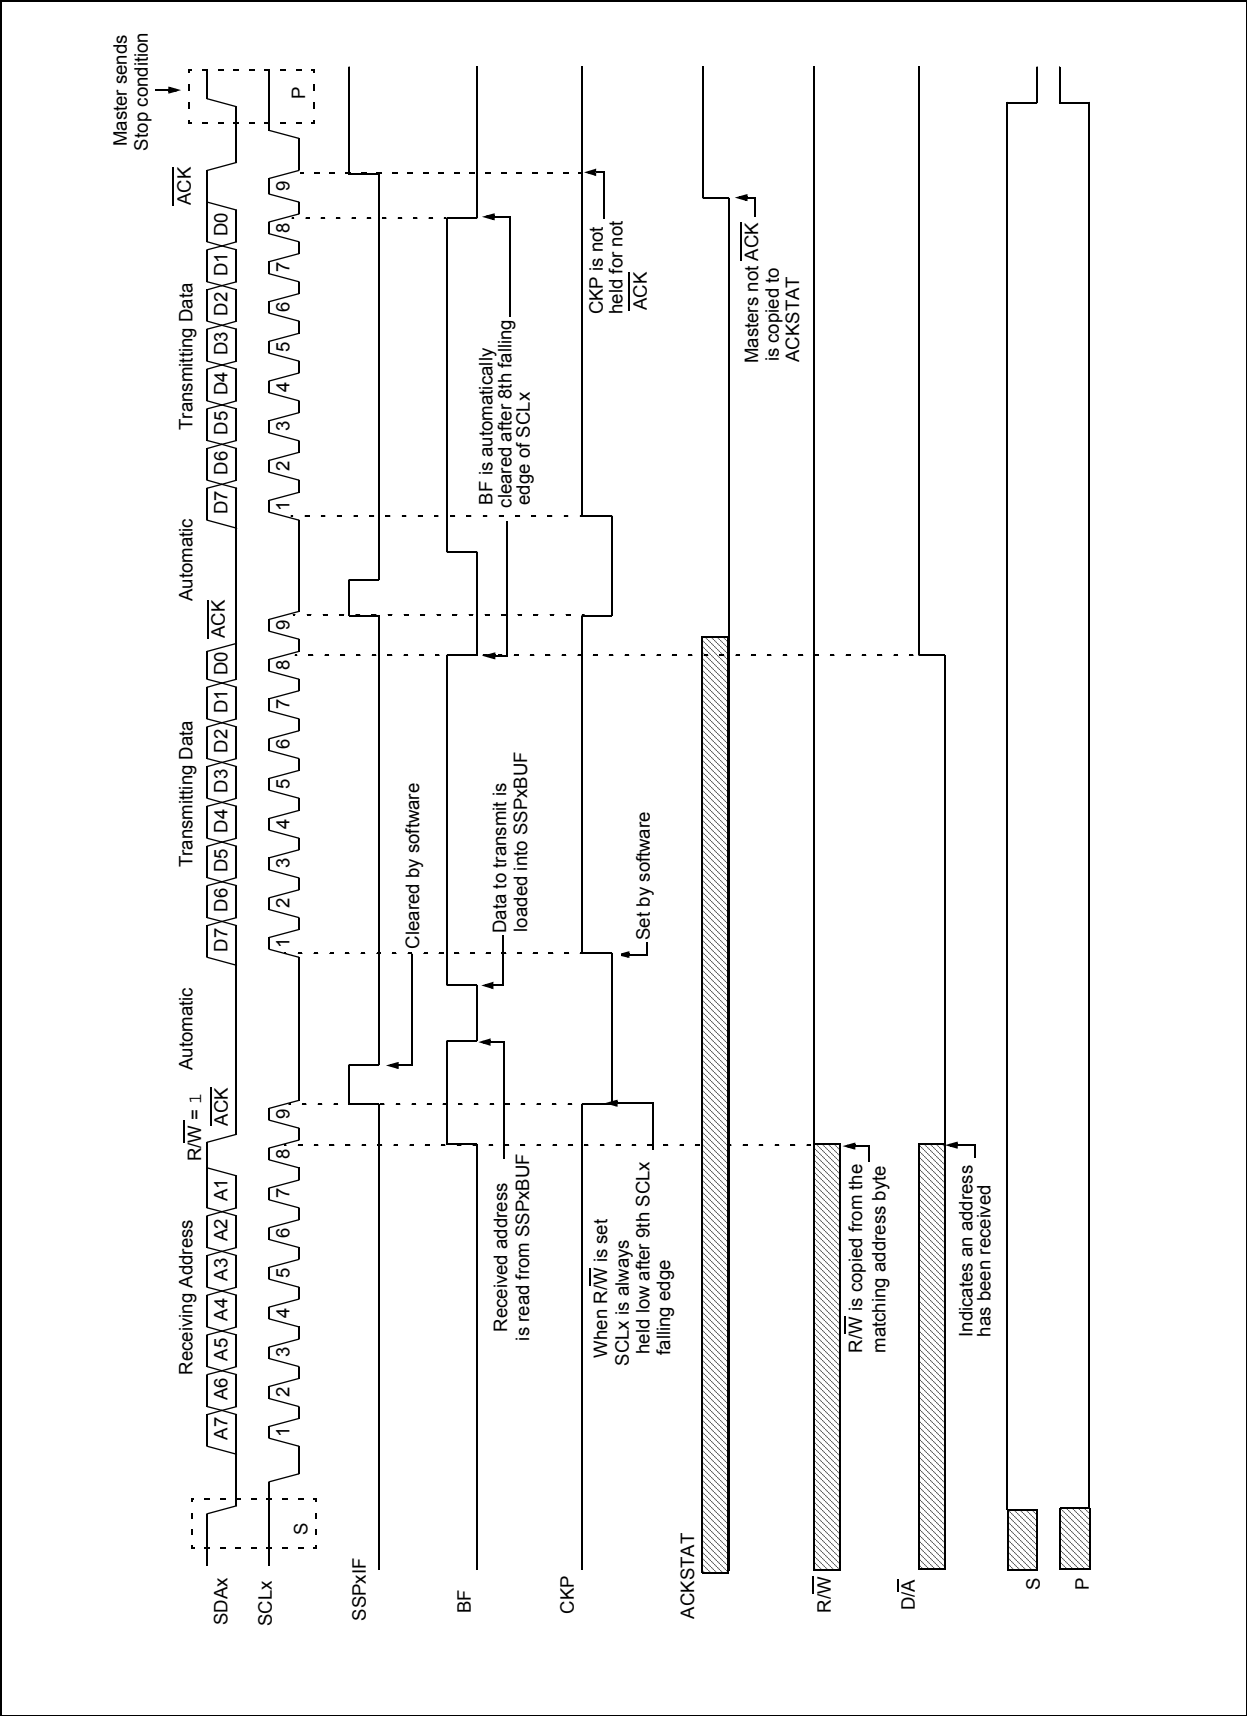 Master sends
Stop condition
Receiving Address
R/W = 1
ACK
Automatic
Transmitting Data
ACK
Automatic
Transmitting Data
ACK
SDAx
A7 A6 A5 A4 A3 A2 A1
D7 D6 D5 D4 D3 D2 D1 D0
D7 D6 D5 D4 D3 D2 D1 D0
SCLx
S
1 2 3 4 5 6 7 8 9
1 2 3 4 5 6 7 8 9
1 2 3 4 5 6 7 8 9
P
SSPxIF
Cleared by software
BF
Received address
is read from SSPxBUF
Data to transmit is
loaded into SSPxBUF
BF is automatically
cleared after 8th falling
edge of SCLx
CKP
When R/W is set
SCLx is always
held low after 9th SCLx
falling edge
Set by software
CKP is not
held for not
ACK
ACKSTAT
Masters not ACK
is copied to
ACKSTAT
R/W
R/W is copied from the
matching address byte
D/A
Indicates an address
has been received
S
P